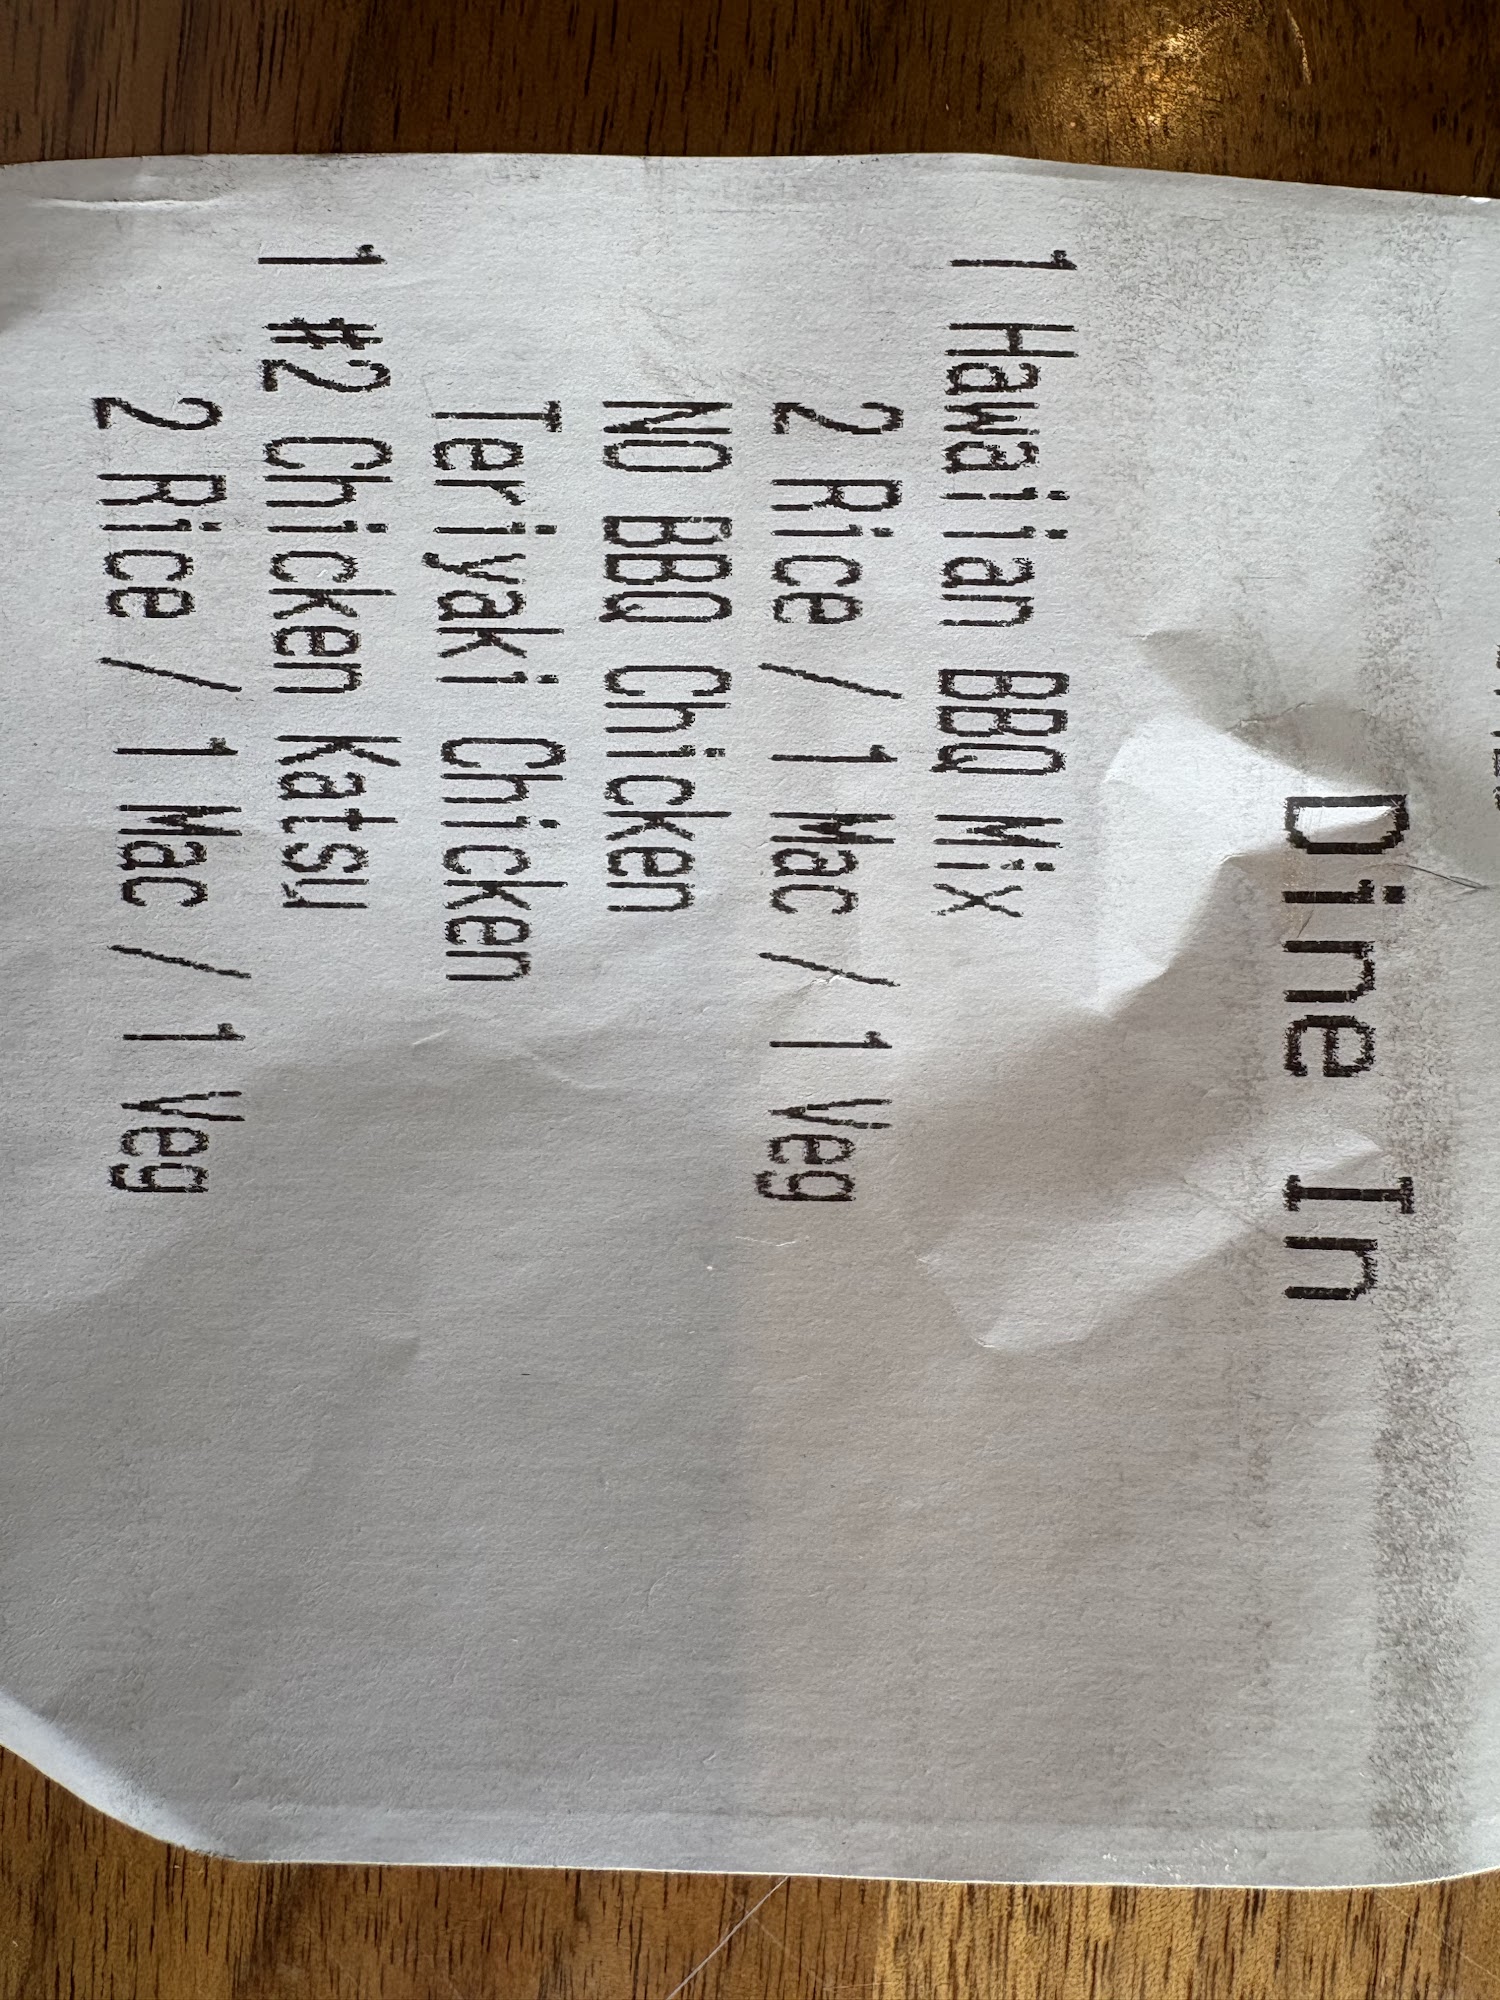 Dine In
1 Hawaiian BBQ Mix
2 Rice / 1 Mac / 1 Veg
NO BBQ Chicken
Teriyaki Chicken
1 #2 Chicken Katsu
2 Rice / 1 Mac / 1 Veg